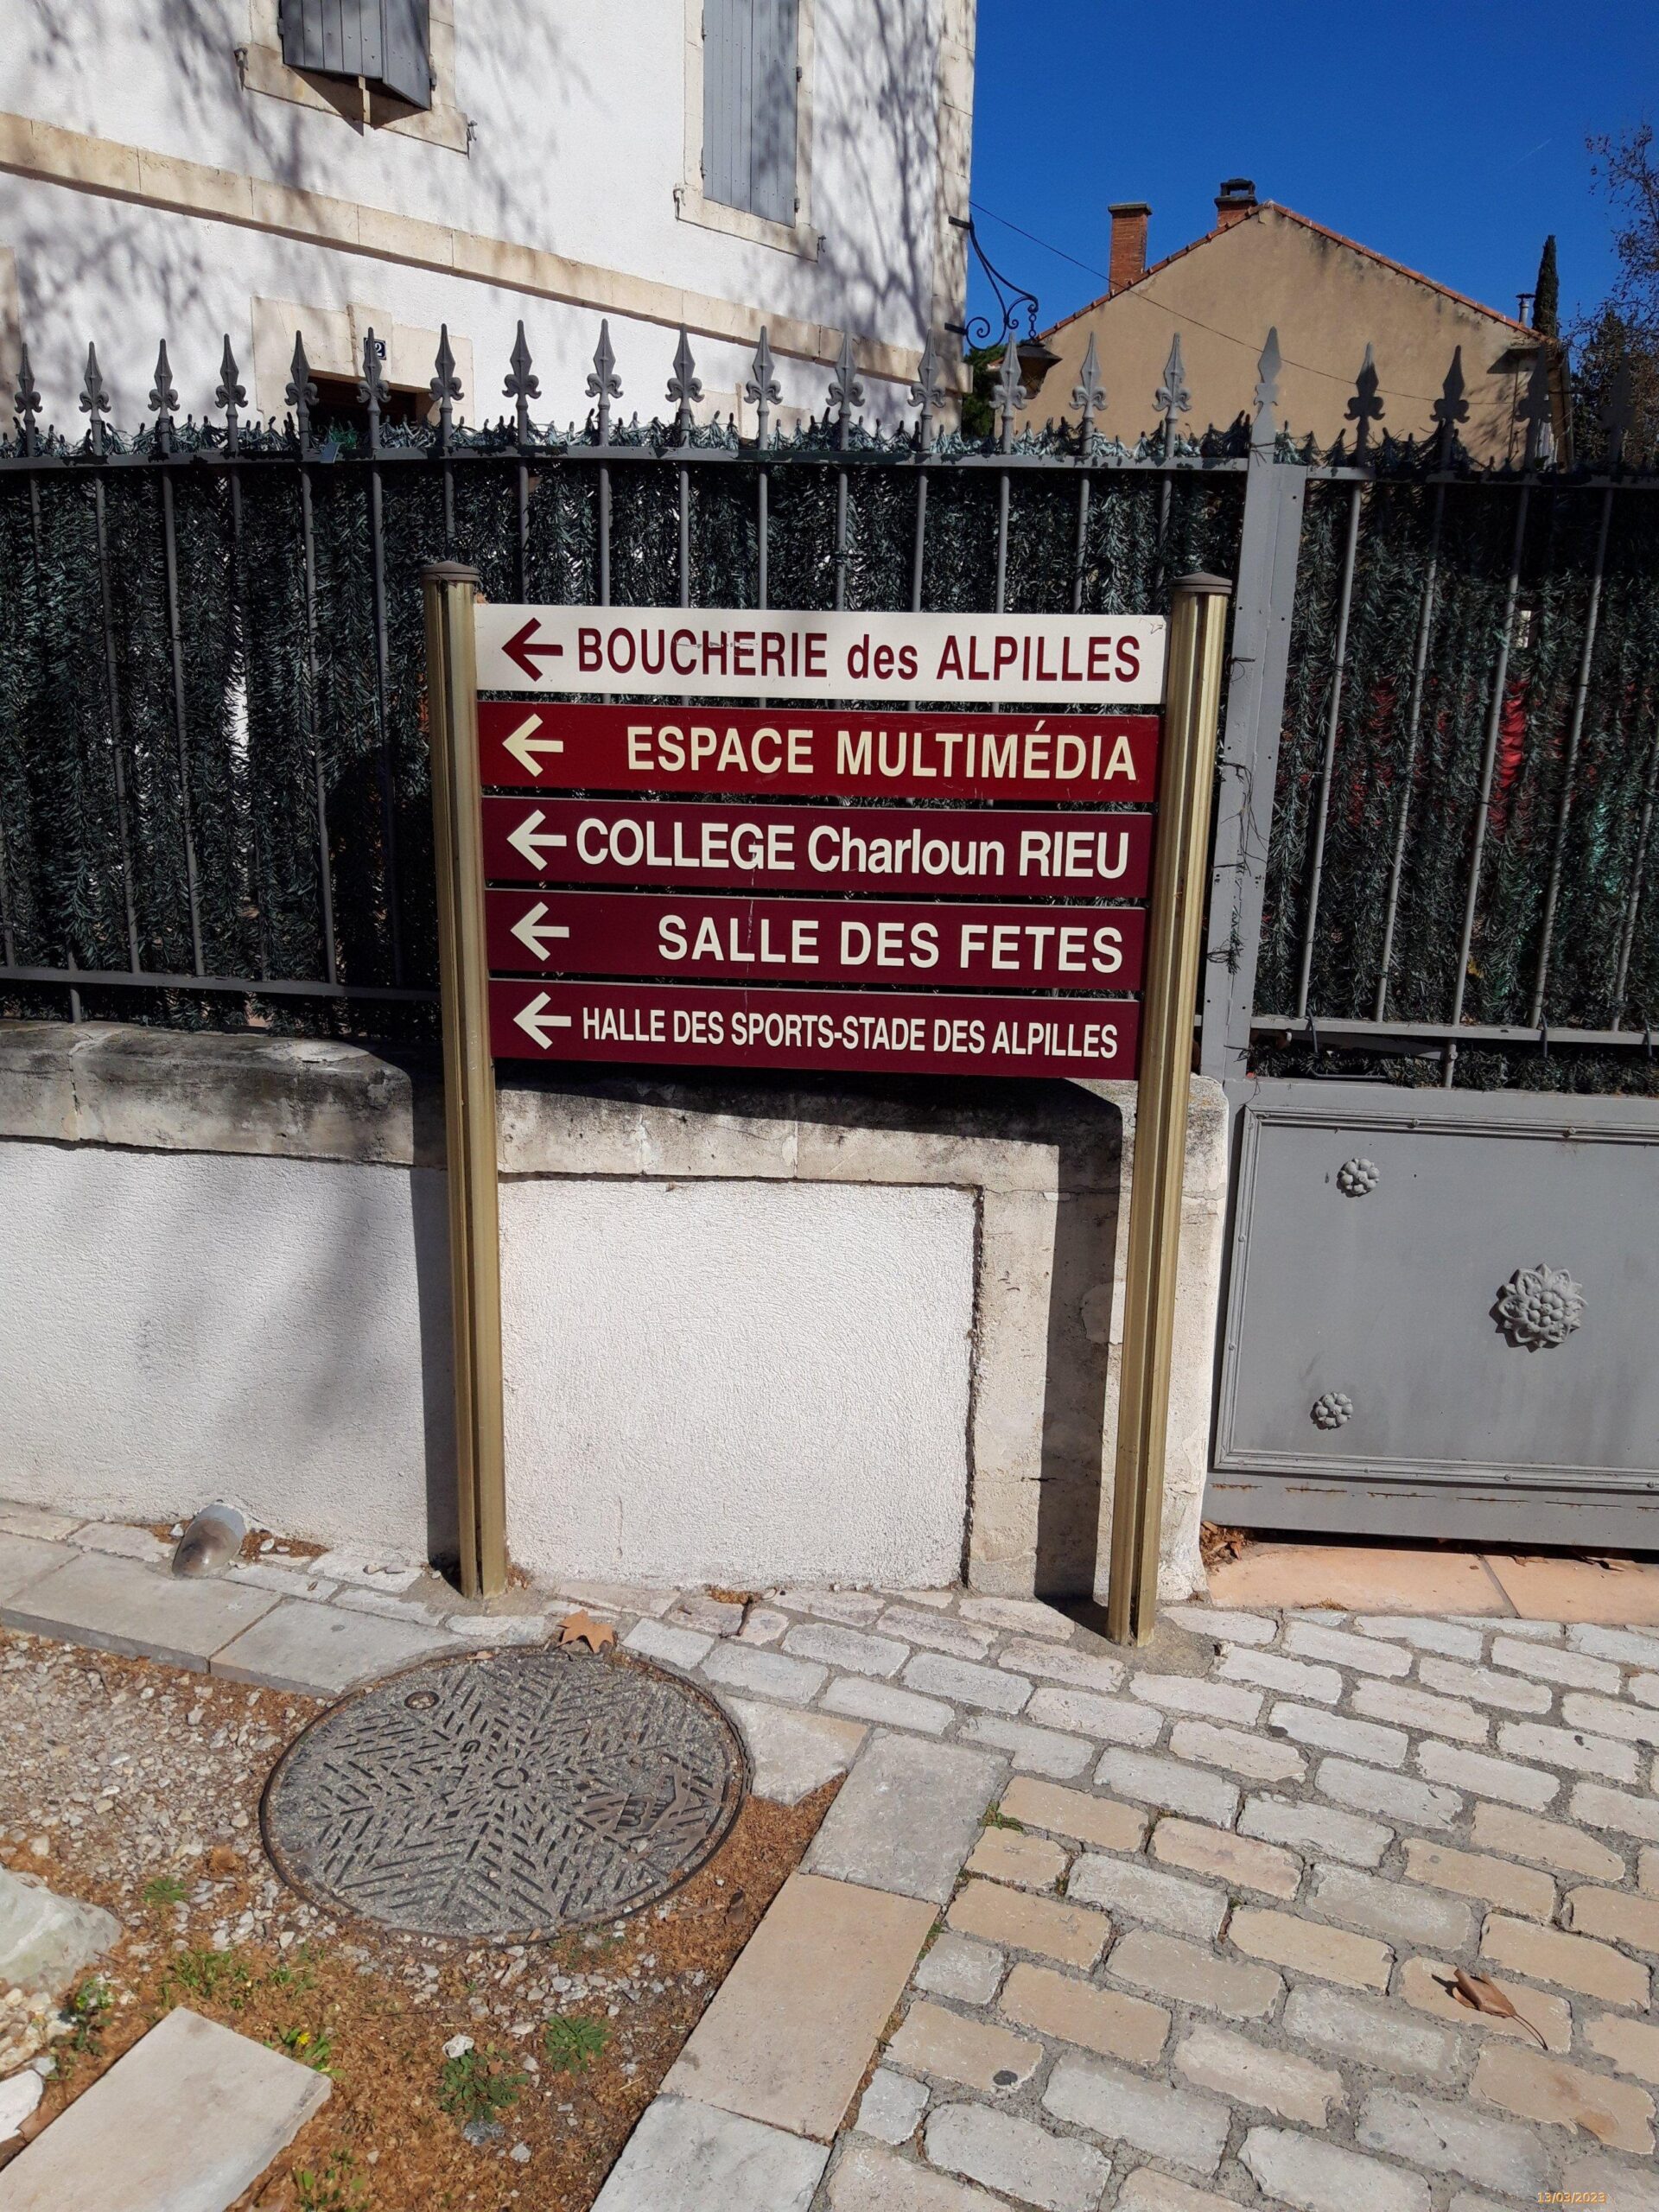 2
BOUCHERIE des ALPILLES
ESPACE MULTIMÉDIA
COLLEGE Charloun RIEU
SALLE DES FETES
HALLE DES SPORTS-STADE DES ALPILLES
13/03/2023